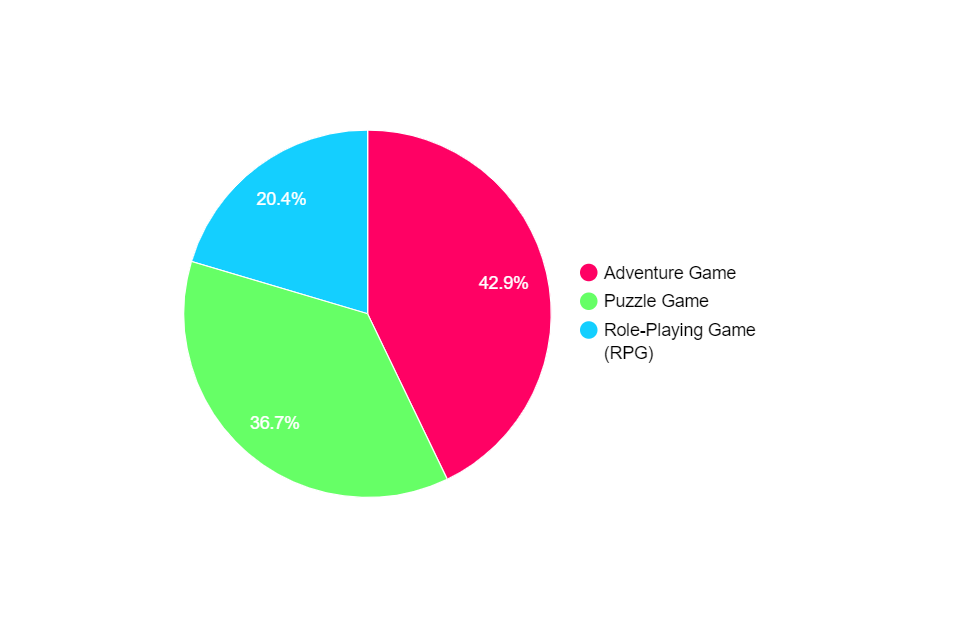 20.4%
42.9%
36.7%
Adventure Game
Puzzle Game
Role-Playing Game
(RPG)